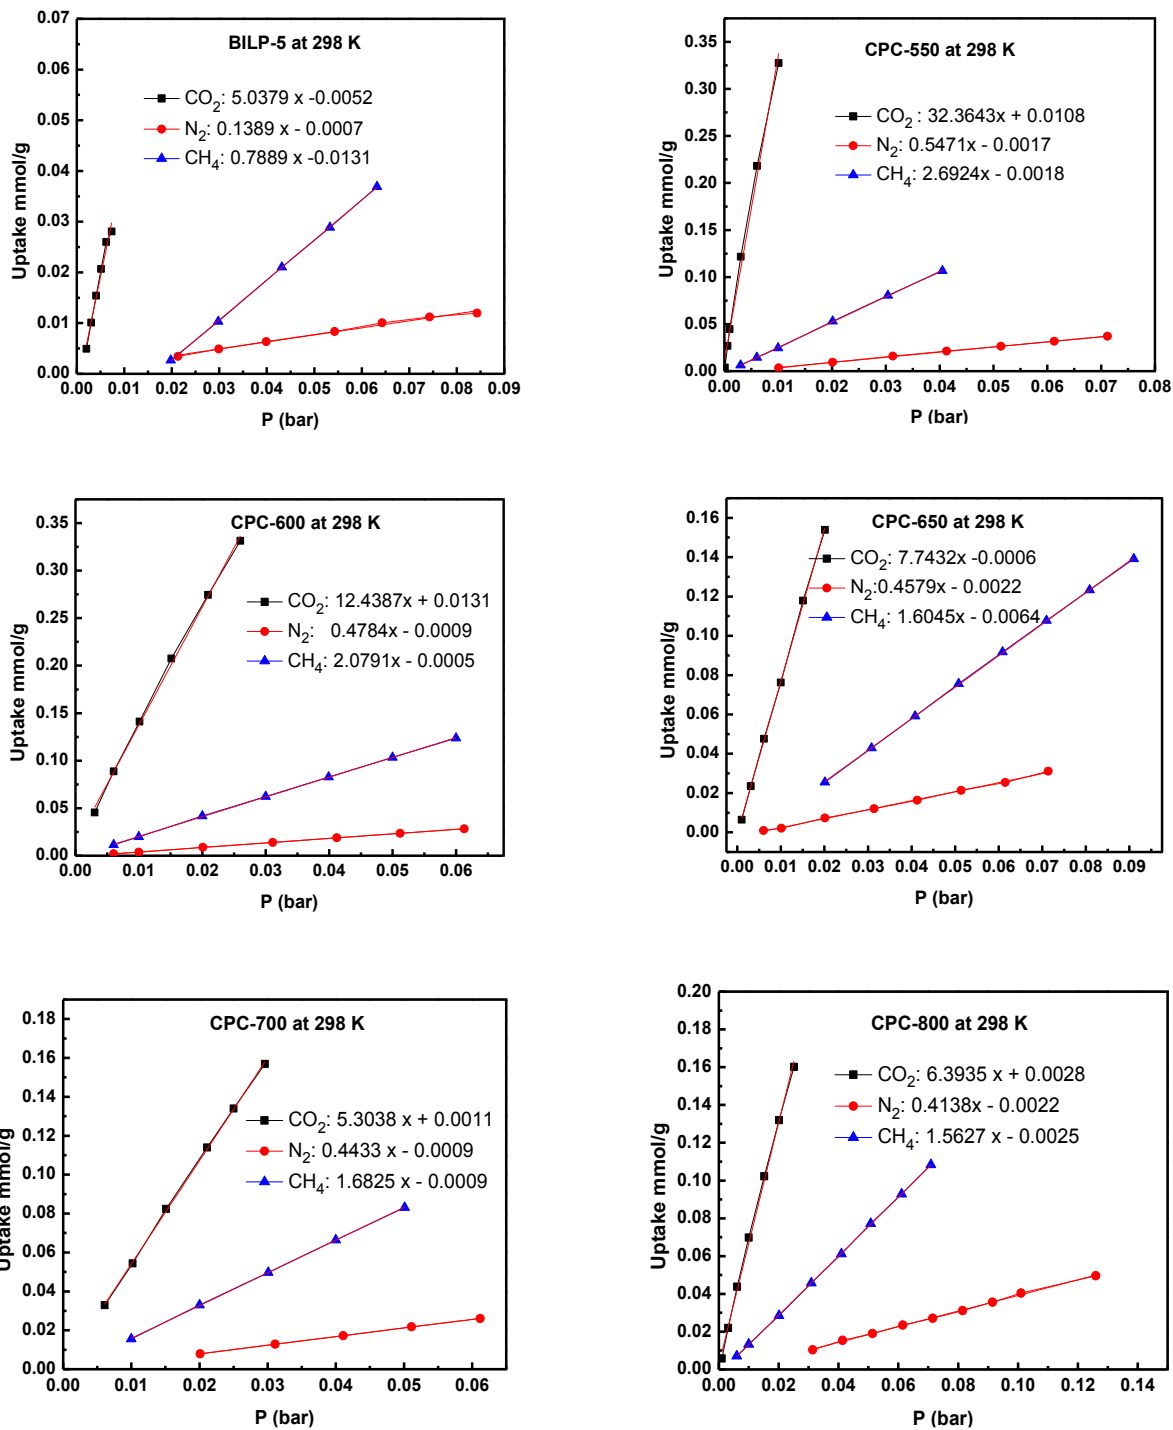 BILP-5 at 298 K
CO2: 5.0379 x -0.0052
N2: 0.1389 x - 0.0007
CH4: 0.7889 x -0.0131
Uptake mmol/g
0.07
0.06
0.05
0.04
0.03
0.02
0.01
0.00
0.00 0.01 0.02 0.03 0.04 0.05 0.06 0.07 0.08 0.09
P (bar)
CPC-550 at 298 K
CO2 : 32.3643x + 0.0108
N2: 0.5471x - 0.0017
CH4: 2.6924x - 0.0018
Uptake mmol/g
0.35
0.30
0.25
0.20
0.15
0.10
0.05
0.00
0.00 0.01 0.02 0.03 0.04 0.05 0.06 0.07 0.08
P (bar)
CPC-600 at 298 K
CO2: 12.4387x + 0.0131
N2: 0.4784x - 0.0009
CH4: 2.0791x - 0.0005
Uptake mmol/g
0.35
0.30
0.25
0.20
0.15
0.10
0.05
0.00
0.00 0.01 0.02 0.03 0.04 0.05 0.06
P (bar)
CPC-650 at 298 K
CO2: 7.7432x -0.0006
N2:0.4579x - 0.0022
CH4: 1.6045x - 0.0064
Uptake mmol/g
0.16
0.14
0.12
0.10
0.08
0.06
0.04
0.02
0.00
0.00 0.01 0.02 0.03 0.04 0.05 0.06 0.07 0.08 0.09
P (bar)
CPC-700 at 298 K
CO2: 5.3038 x + 0.0011
N2: 0.4433 x - 0.0009
CH4: 1.6825 x - 0.0009
Uptake mmol/g
0.18
0.16
0.14
0.12
0.10
0.08
0.06
0.04
0.02
0.00
0.00 0.01 0.02 0.03 0.04 0.05 0.06
P (bar)
CPC-800 at 298 K
CO2: 6.3935 x + 0.0028
N2: 0.4138x - 0.0022
CH4: 1.5627 x - 0.0025
Uptake mmol/g
0.20
0.18
0.16
0.14
0.12
0.10
0.08
0.06
0.04
0.02
0.00
0.00 0.02 0.04 0.06 0.08 0.10 0.12 0.14
P (bar)